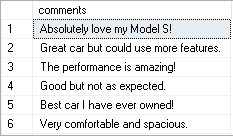 comments
1 Absolutely love my Model S!
2 Great car but could use more features.
3 The performance is amazing!
4 Good but not as expected.
5 Best car I have ever owned!
6 Very comfortable and spacious.